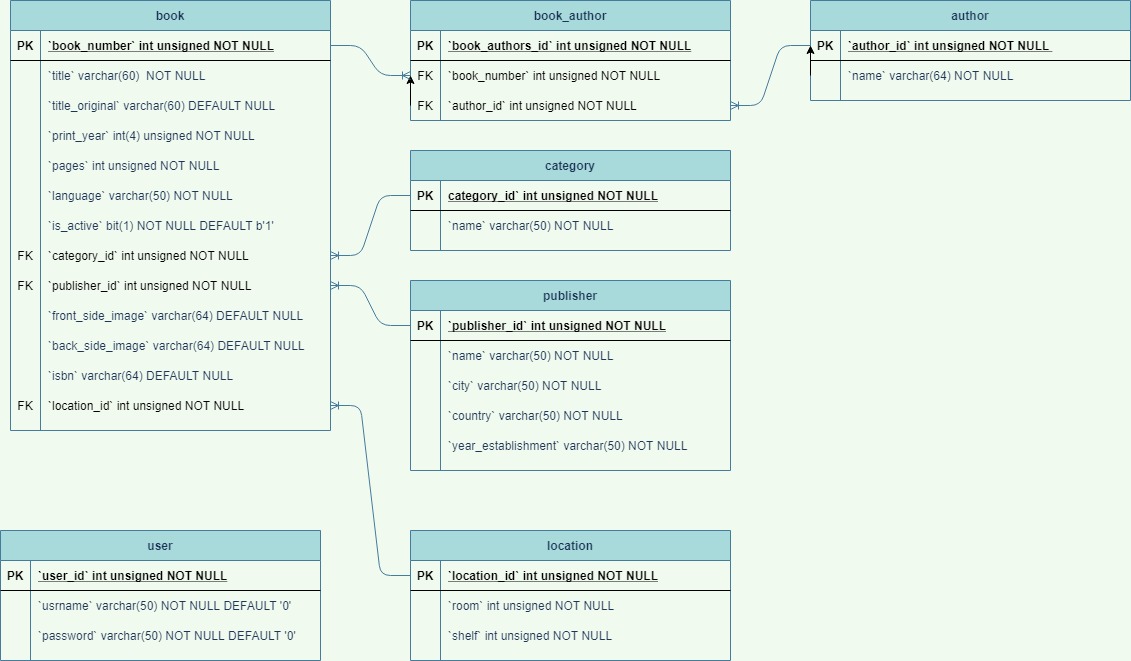 book
PK `book_number` int unsigned NOT NULL
`title` varchar(60) NOT NULL
`title_original` varchar(60) DEFAULT NULL
`print_year` int(4) unsigned NOT NULL
`pages` int unsigned NOT NULL
`language` varchar(50) NOT NULL
`is_active` bit(1) NOT NULL DEFAULT b'1'
FK `category_id` int unsigned NOT NULL
FK `publisher_id` int unsigned NOT NULL
`front_side_image` varchar(64) DEFAULT NULL
`back_side_image` varchar(64) DEFAULT NULL
`isbn` varchar(64) DEFAULT NULL
FK `location_id` int unsigned NOT NULL
book_author
PK `book_authors_id` int unsigned NOT NULL
FK `book_number` int unsigned NOT NULL
FK `author_id` int unsigned NOT NULL
author
PK `author_id` int unsigned NOT NULL
`name` varchar(64) NOT NULL
category
PK category_id` int unsigned NOT NULL
`name` varchar(50) NOT NULL
publisher
PK `publisher_id` int unsigned NOT NULL
`name` varchar(50) NOT NULL
`city` varchar(50) NOT NULL
`country` varchar(50) NOT NULL
`year_establishment` varchar(50) NOT NULL
user
PK `user_id` int unsigned NOT NULL
`usrname` varchar(50) NOT NULL DEFAULT '0'
`password` varchar(50) NOT NULL DEFAULT '0'
location
PK `location_id` int unsigned NOT NULL
`room` int unsigned NOT NULL
`shelf` int unsigned NOT NULL